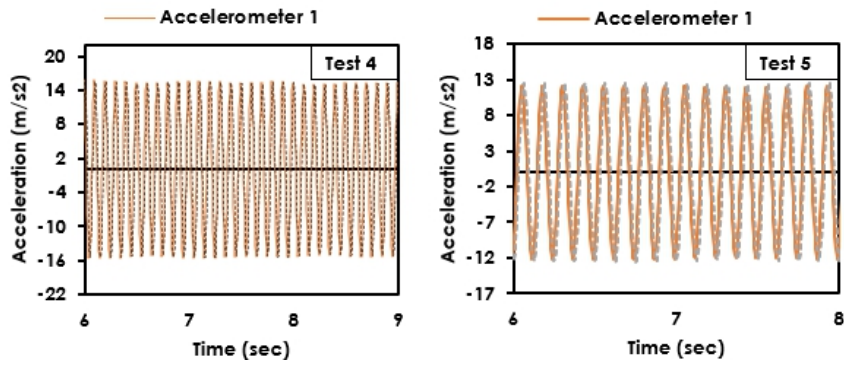 Accelerometer 1
Test 4
Acceleration (m/s2)
20
14
8
2
-4
-10
-16
-22
6 7 8 9
Time (sec)
Accelerometer 1
Test 5
Acceleration (m/s2)
18
13
8
3
-2
-7
-12
-17
6 7 8
Time (sec)